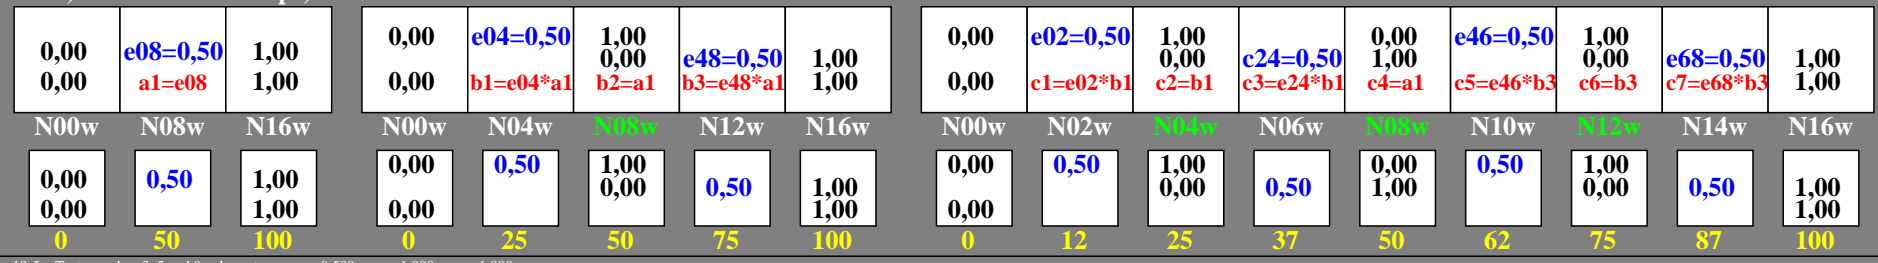 0,00 e08=0,50 1,00
0,00 a1=e08 1,00
N00w N08w N16w
0,00 0,50 1,00
0,00 1,00
0 50 100
0,00 e04=0,50 1,00
0,00 e48=0,50 1,00
0,00 b1=e04*a1 b2=a1 b3=e48*a1 1,00
N00w N04w N08w N12w N16w
0,00 0,50 1,00
0,00 0,50 1,00
0,00 1,00
0 25 50 75 100
0,00 e02=0,50 1,00 0,00 e46=0,50 1,00
0,00 c24=0,50 1,00 0,00 e68=0,50 1,00
0,00 c1=e02*b1 c2=b1 c3=e24*b1 c4=a1 c5=e46*b3 c6=b3 c7=e68*b3 1,00
N00w N02w N04w N06w N08w N10w N12w N14w N16w
0,00 0,50 1,00 0,00 0,50 1,00
0,00 0,50 1,00 0,00 0,50 1,00
0,00 1,00
0 12 25 37 50 62 75 87 100